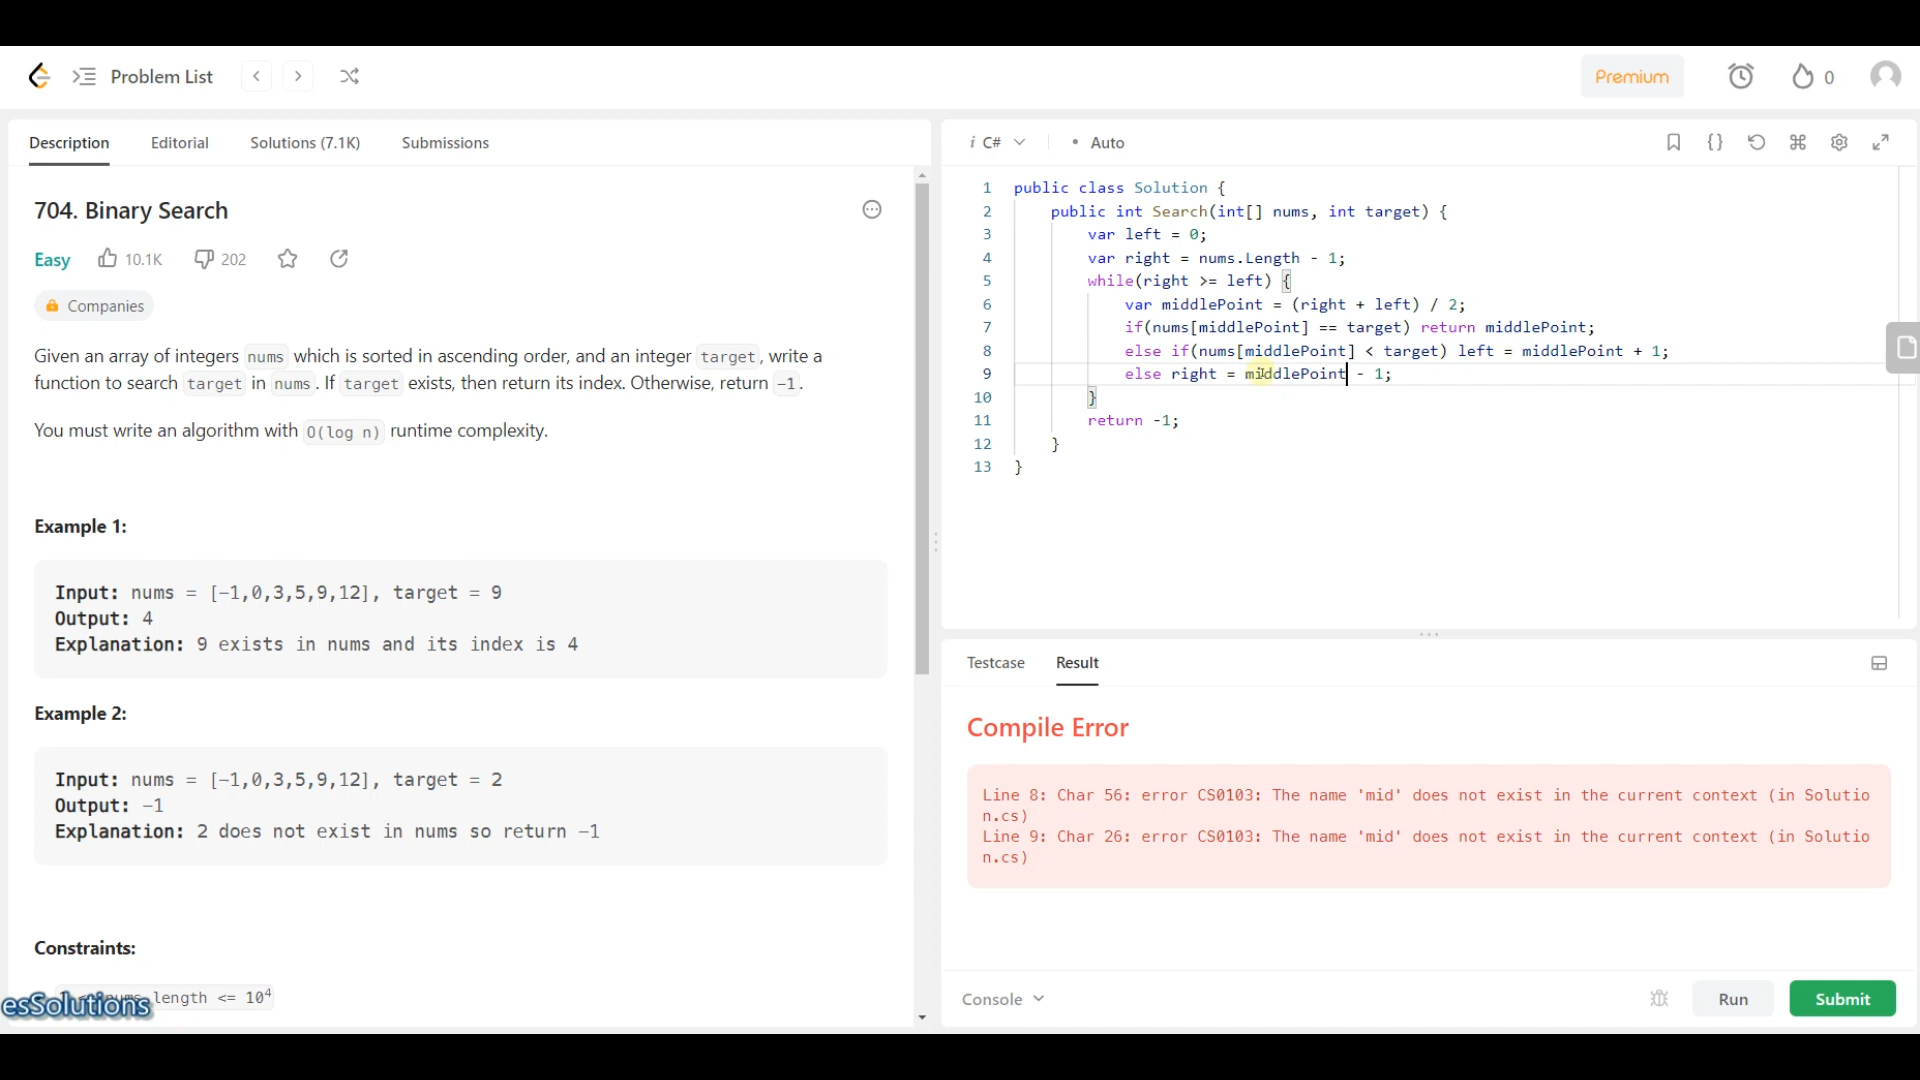 Problem List
Premium
0
Description Editorial Solutions (7.1K) Submissions
704. Binary Search
Easy 10.1K 202
Companies
Given an array of integers nums which is sorted in ascending order, and an integer target, write a
function to search target in nums. If target exists, then return its index. Otherwise, return -1.
You must write an algorithm with O(log n) runtime complexity.
Example 1:
Input: nums = [-1,0,3,5,9,12], target = 9
Output: 4
Explanation: 9 exists in nums and its index is 4
Example 2:
Input: nums = [-1,0,3,5,9,12], target = 2
Output: -1
Explanation: 2 does not exist in nums so return -1
Constraints:
length <= 10⁴
esSolutions
i C# • Auto
1 public class Solution {
2 public int Search(int[] nums, int target) {
3 var left = 0;
4 var right = nums.Length - 1;
5 while(right >= left) {
6 var middlePoint = (right + left) / 2;
7 if(nums[middlePoint] == target) return middlePoint;
8 else if(nums[middlePoint] < target) left = middlePoint + 1;
9 else right = middlePoint - 1;
10 }
11 return -1;
12 }
13 }
Testcase Result
Compile Error
Line 8: Char 56: error CS0103: The name 'mid' does not exist in the current context (in Solutio
n.cs)
Line 9: Char 26: error CS0103: The name 'mid' does not exist in the current context (in Solutio
n.cs)
Console Run Submit